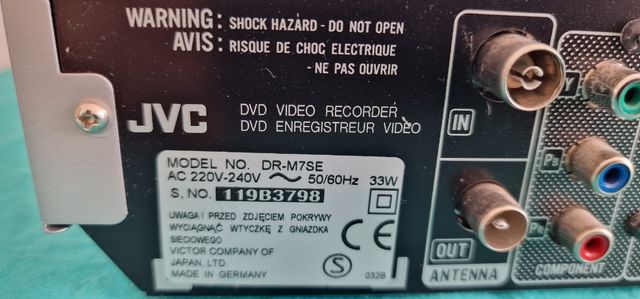 WARNING: SHOCK HAZARD - DO NOT OPEN
AVIS: RISQUE DE CHOC ELECTRIQUE
- NE PAS OUVRIR
JVC
DVD VIDEO RECORDER
DVD ENREGISTREUR VIDÉO
MODEL NO. DR-M7SE
AC 220V-240V ~ 50/60Hz 33W
S, NO. 119B3798
UWAGA! PRZED ZDJĘCIEM POKRYWY
WYCIĄGNĄĆ WTYCZKĘ Z GNIAZDKA
SIECIOWEGO
VICTOR COMPANY OF
JAPAN, LTD.
MADE IN GERMANY
CE
S
032B
IN
OUT
ANTENNA
Y
PB
PR
COMPONENT